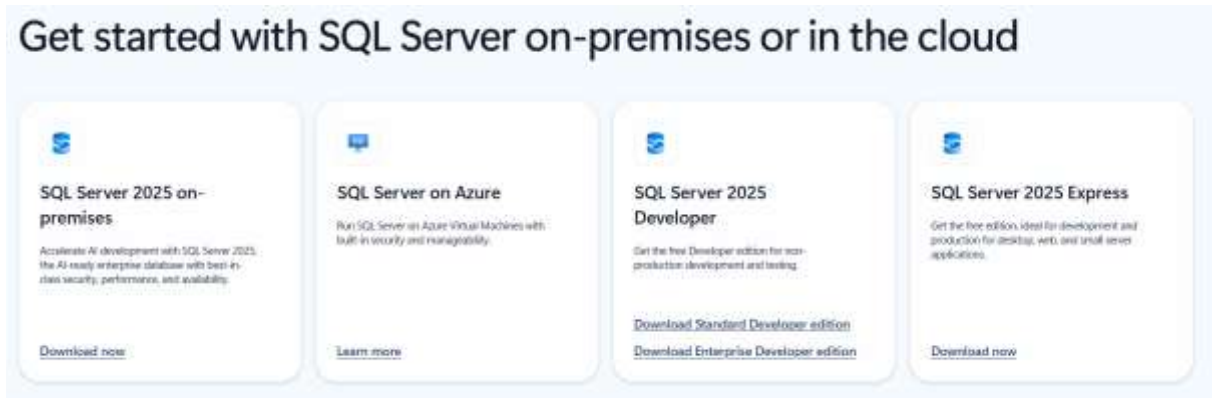 Get started with SQL Server on-premises or in the cloud
SQL Server 2025 on-
premises
Accelerate AI development with SQL Server 2025,
the AI-ready enterprise database with best-in-
class security, performance, and availability.
Download now
SQL Server on Azure
Run SQL Server on Azure Virtual Machines with
built-in security and manageability.
Learn more
SQL Server 2025
Developer
Get the free Developer edition for non-
production development and testing.
Download Standard Developer edition
Download Enterprise Developer edition
SQL Server 2025 Express
Get the free edition, ideal for development and
production for desktop, web, and small server
applications.
Download now